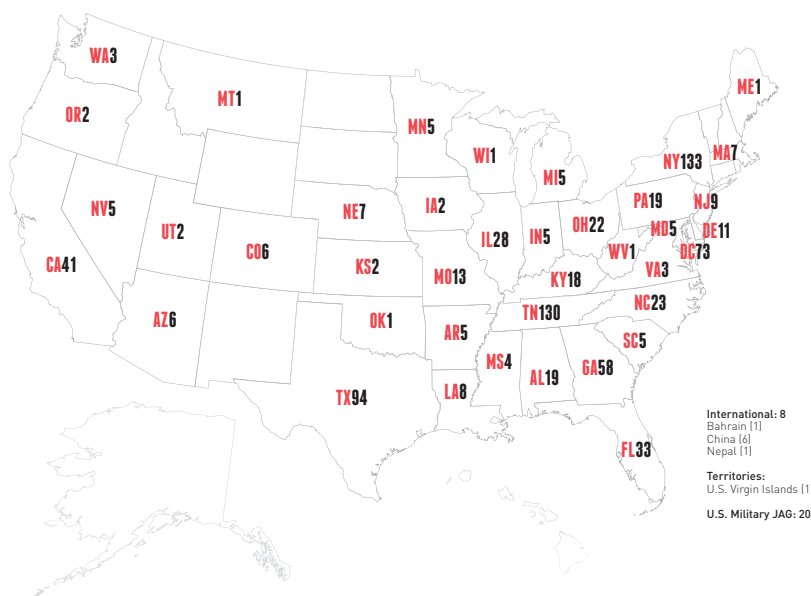 WA3
MT1
OR2
MN5
WI1
MI5
ME1
NY133
MA7
NV5
UT2
CA41
AZ6
CO6
NE7
KS2
OK1
TX94
IA2
MO13
AR5
LA8
IL28
IN5
OH22
KY18
TN130
MS4
AL19
GA58
FL33
PA19
NJ9
MD5
DE11
DC73
WV1
VA3
NC23
SC5
International: 8
Bahrain (1)
China (6)
Nepal (1)
Territories:
U.S. Virgin Islands (1
U.S. Military JAG: 20